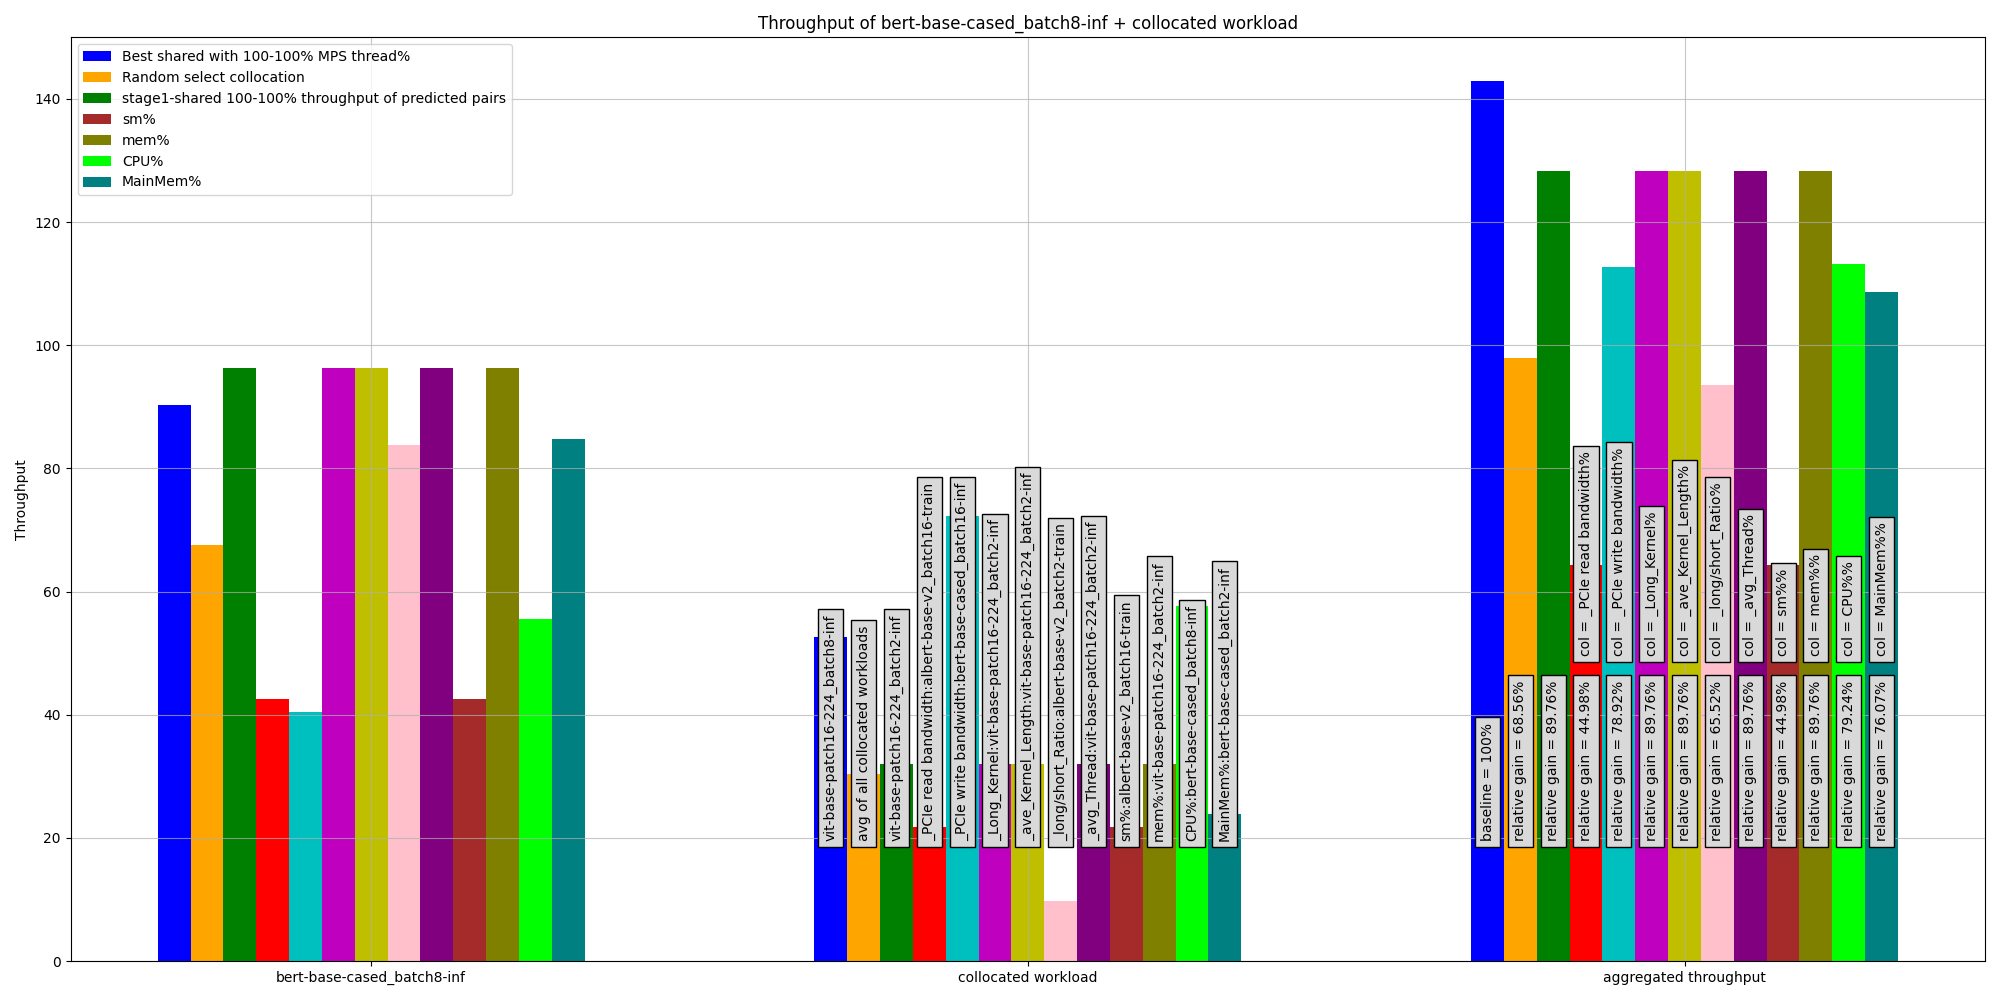 Throughput of bert-base-cased_batch8-inf + collocated workload
Best shared with 100-100% MPS thread%
Random select collocation
stage1-shared 100-100% throughput of predicted pairs
sm%
mem%
CPU%
MainMem%
Throughput
140
120
100
80
60
40
20
0
vit-base-patch16-224_batch8-inf
avg of all collocated workloads
vit-base-patch16-224_batch2-inf
_PCIe read bandwidth:albert-base-v2_batch16-train
_PCIe write bandwidth:bert-base-cased_batch16-inf
_Long_Kernel:vit-base-patch16-224_batch2-inf
_ave_Kernel_Length:vit-base-patch16-224_batch2-inf
_long/short_Ratio:albert-base-v2_batch2-train
_avg_Thread:vit-base-patch16-224_batch2-inf
sm%:albert-base-v2_batch16-train
mem%:vit-base-patch16-224_batch2-inf
CPU%:bert-base-cased_batch8-inf
MainMem%:bert-base-cased_batch2-inf
col = _PCIe read bandwidth%
col = _PCIe write bandwidth%
col = _Long_Kernel%
col = _ave_Kernel_Length%
col = _long/short_Ratio%
col = _avg_Thread%
col = sm%%
col = mem%%
col = CPU%%
col = MainMem%%
baseline = 100%
relative gain = 68.56%
relative gain = 89.76%
relative gain = 44.98%
relative gain = 78.92%
relative gain = 89.76%
relative gain = 89.76%
relative gain = 65.52%
relative gain = 89.76%
relative gain = 44.98%
relative gain = 89.76%
relative gain = 79.24%
relative gain = 76.07%
bert-base-cased_batch8-inf
collocated workload
aggregated throughput